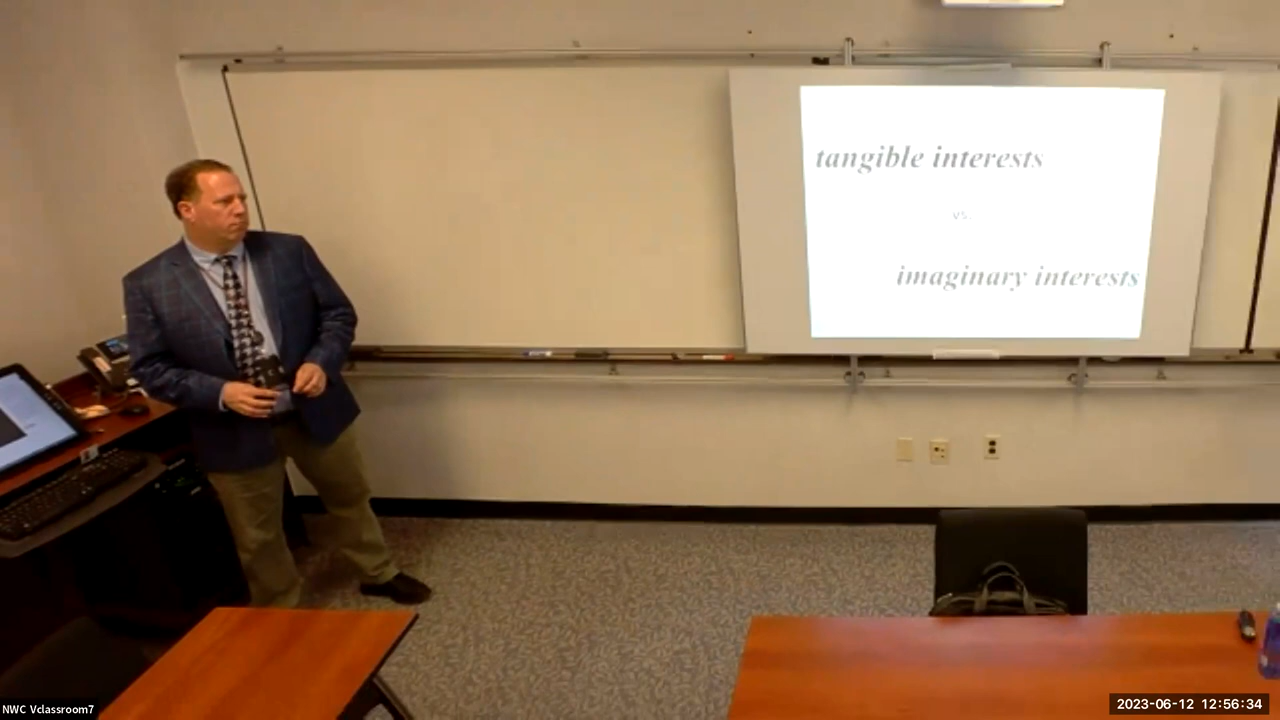 tangible interests
vs.
imaginary interests
NWC Vclassroom7
2023-06-12 12:56:34